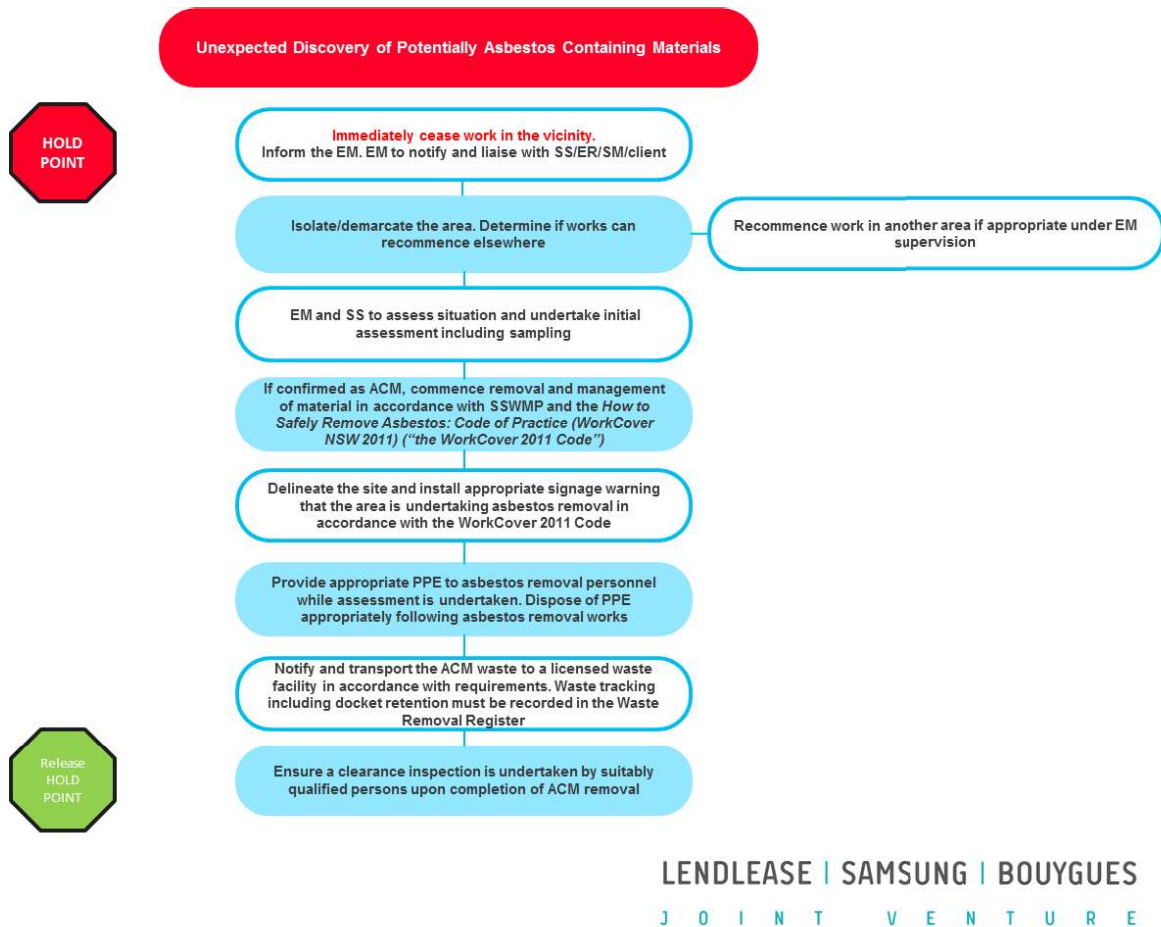 Unexpected Discovery of Potentially Asbestos Containing Materials
HOLD
POINT
Immediately cease work in the vicinity.
Inform the EM. EM to notify and liaise with SS/ER/SM/client
Isolate/demarcate the area. Determine if works can
recommence elsewhere
Recommence work in another area if appropriate under EM
supervision
EM and SS to assess situation and undertake initial
assessment including sampling
If confirmed as ACM, commence removal and management
of material in accordance with SSWMP and the How to
Safely Remove Asbestos: Code of Practice (WorkCover
NSW 2011) (“the WorkCover 2011 Code”)
Delineate the site and install appropriate signage warning
that the area is undertaking asbestos removal in
accordance with the WorkCover 2011 Code
Provide appropriate PPE to asbestos removal personnel
while assessment is undertaken. Dispose of PPE
appropriately following asbestos removal works
Notify and transport the ACM waste to a licensed waste
facility in accordance with requirements. Waste tracking
including docket retention must be recorded in the Waste
Removal Register
Release
HOLD
POINT
Ensure a clearance inspection is undertaken by suitably
qualified persons upon completion of ACM removal
LENDLEASE | SAMSUNG | BOUYGUES
JOINT VENTURE